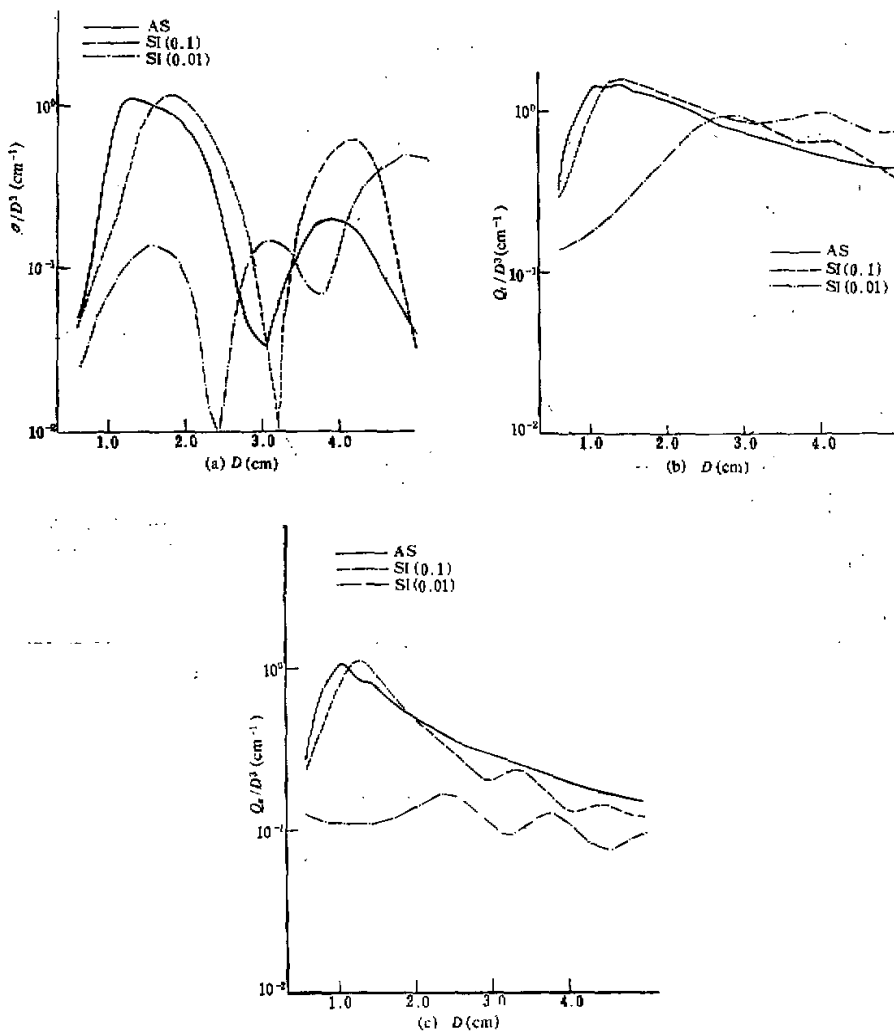 AS
SI(0.1)
SI(0.01)
σ/D³ (cm⁻¹)
10⁰
10⁻¹
10⁻²
1.0 2.0 3.0 4.0
(a) D(cm)
Qₜ/D³(cm⁻¹)
10⁰
10⁻¹
10⁻²
AS
SI(0.1)
SI(0.01)
1.0 2.0 3.0 4.0
(b) D(cm)
AS
SI(0.1)
SI(0.01)
Qₐ/D³(cm⁻¹)
10⁰
10⁻¹
10⁻²
1.0 2.0 3.0 4.0
(c) D(cm)